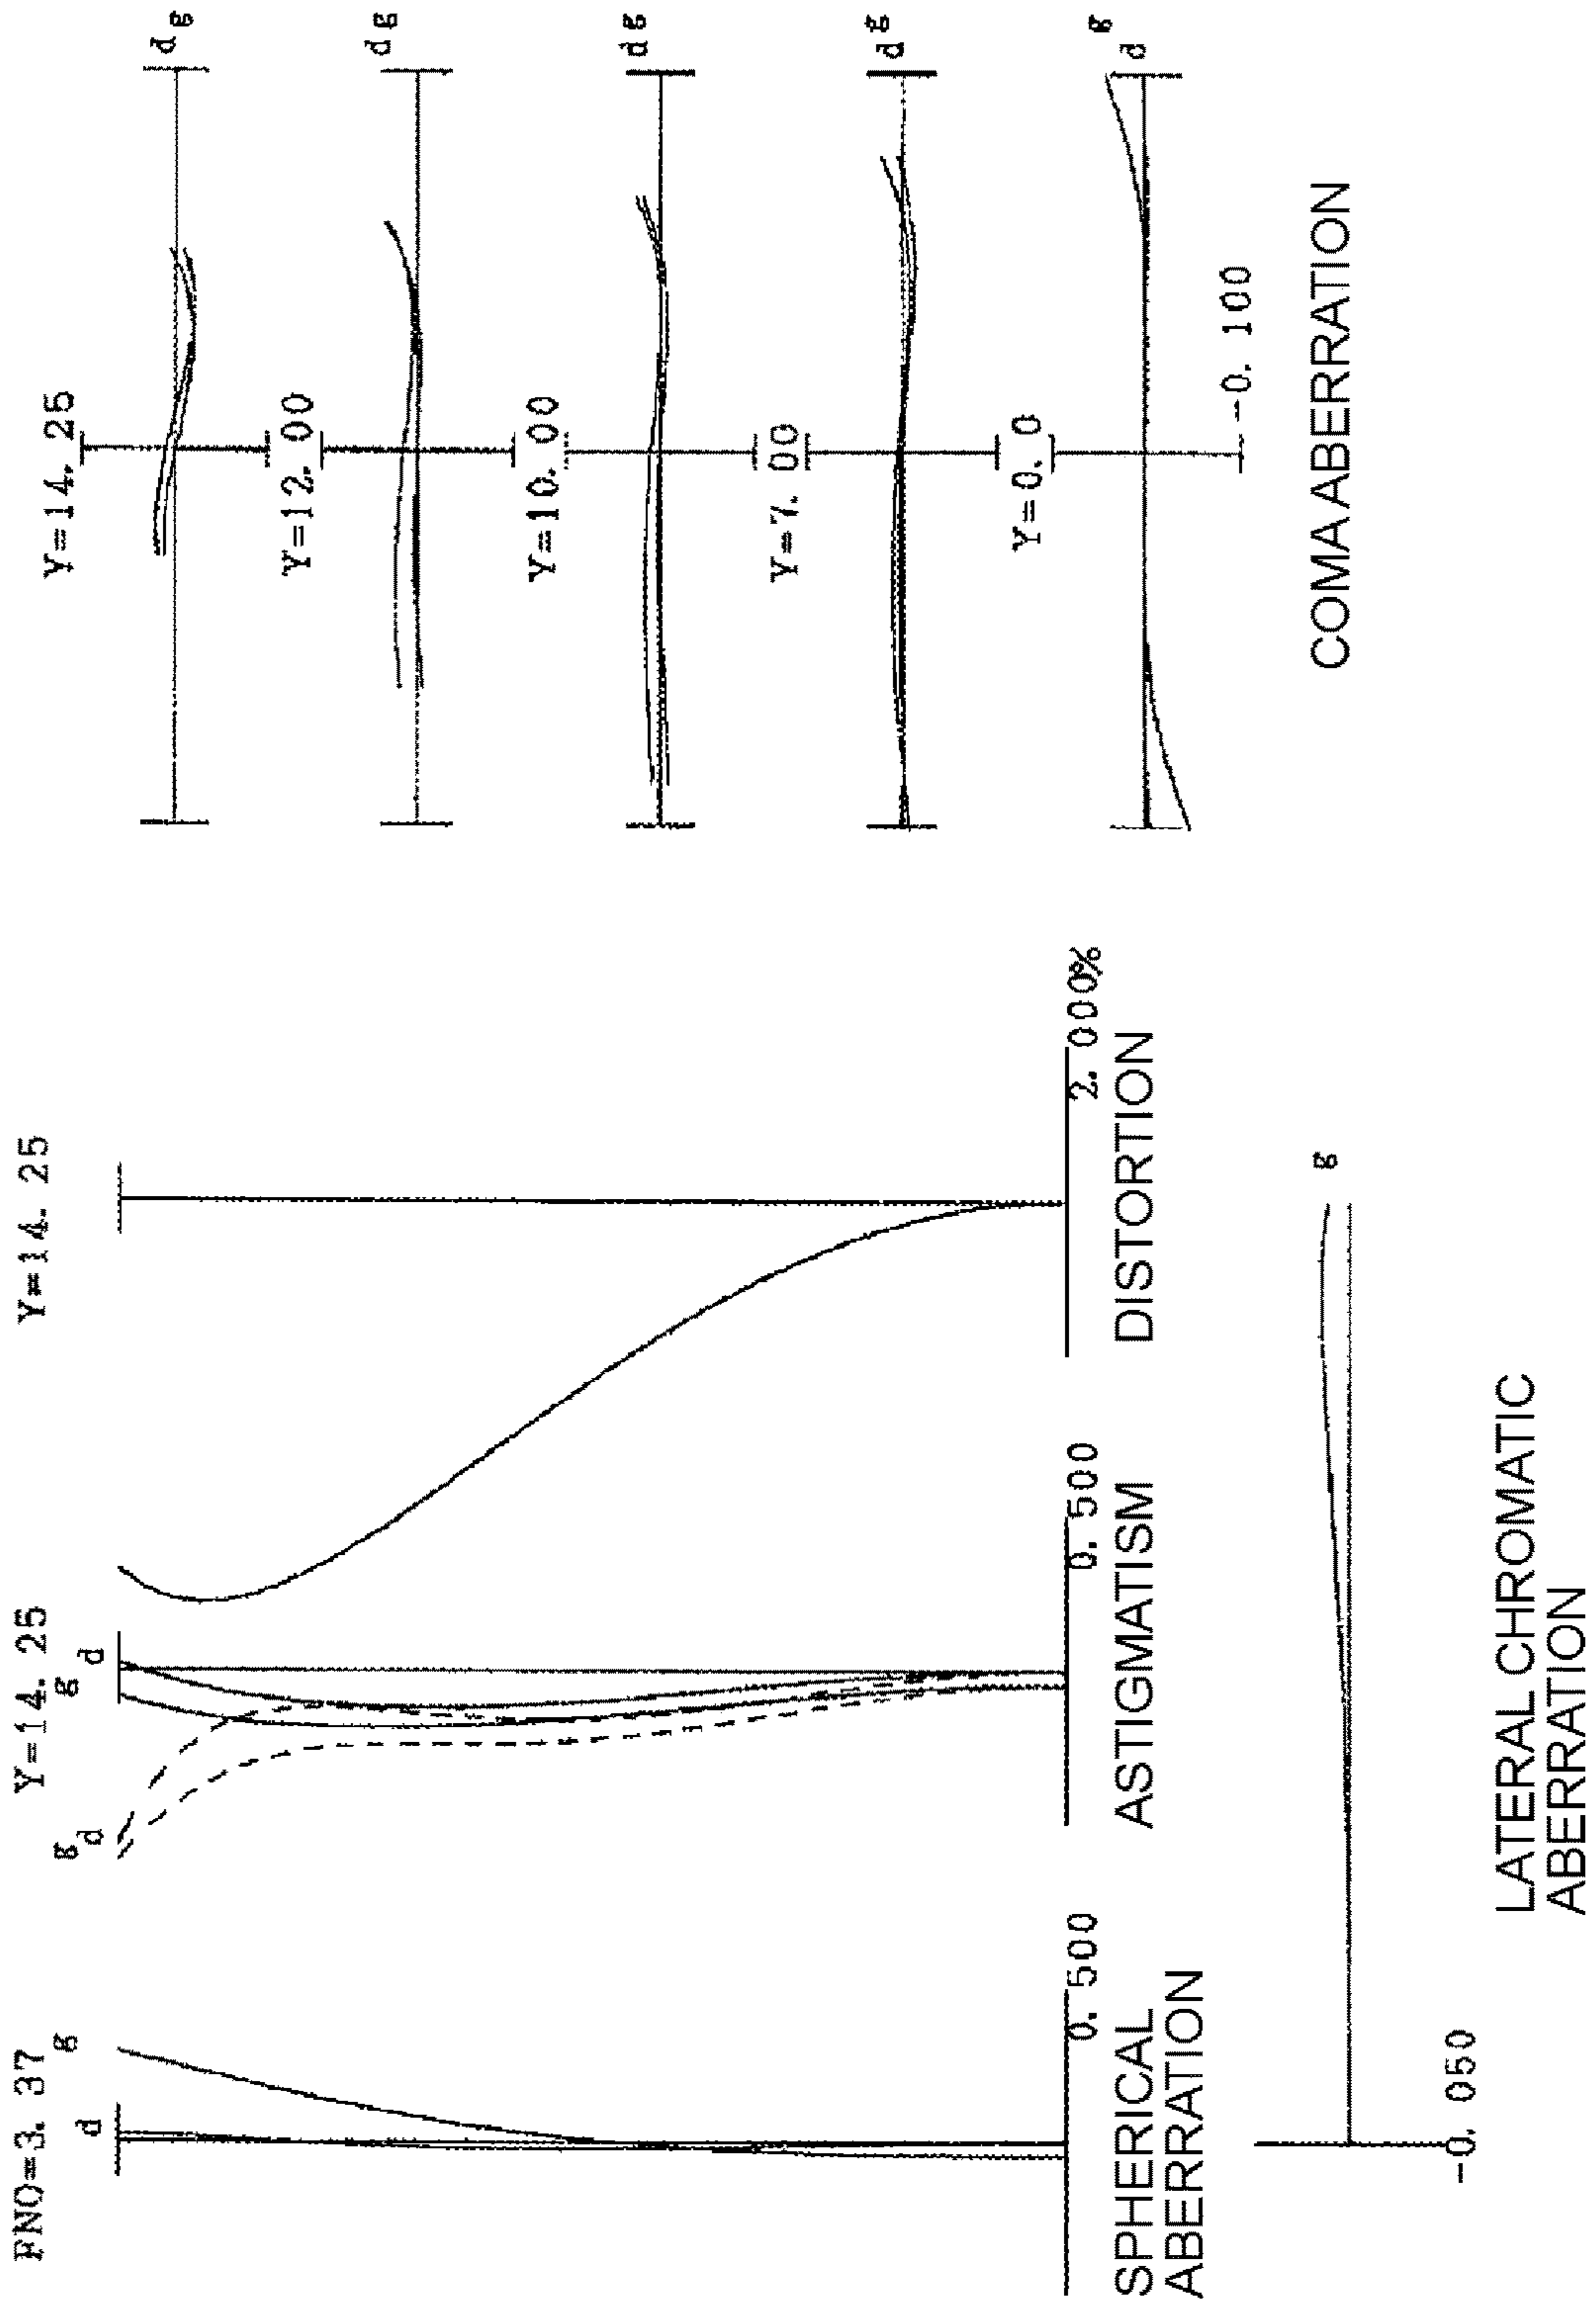 FNO=3. 37
d
g
0. 500
SPHERICAL
ABERRATION
Y=14. 25
g
d
g
d
0. 500
ASTIGMATISM
Y=14. 25
2. 00%
DISTORTION
g
-0. 050
LATERAL CHROMATIC
ABERRATION
Y=14. 25
d
g
Y=12. 00
d
g
Y=10. 00
d
g
Y=7. 00
d
g
Y=0. 0
d
g
-0. 100
COMA ABERRATION